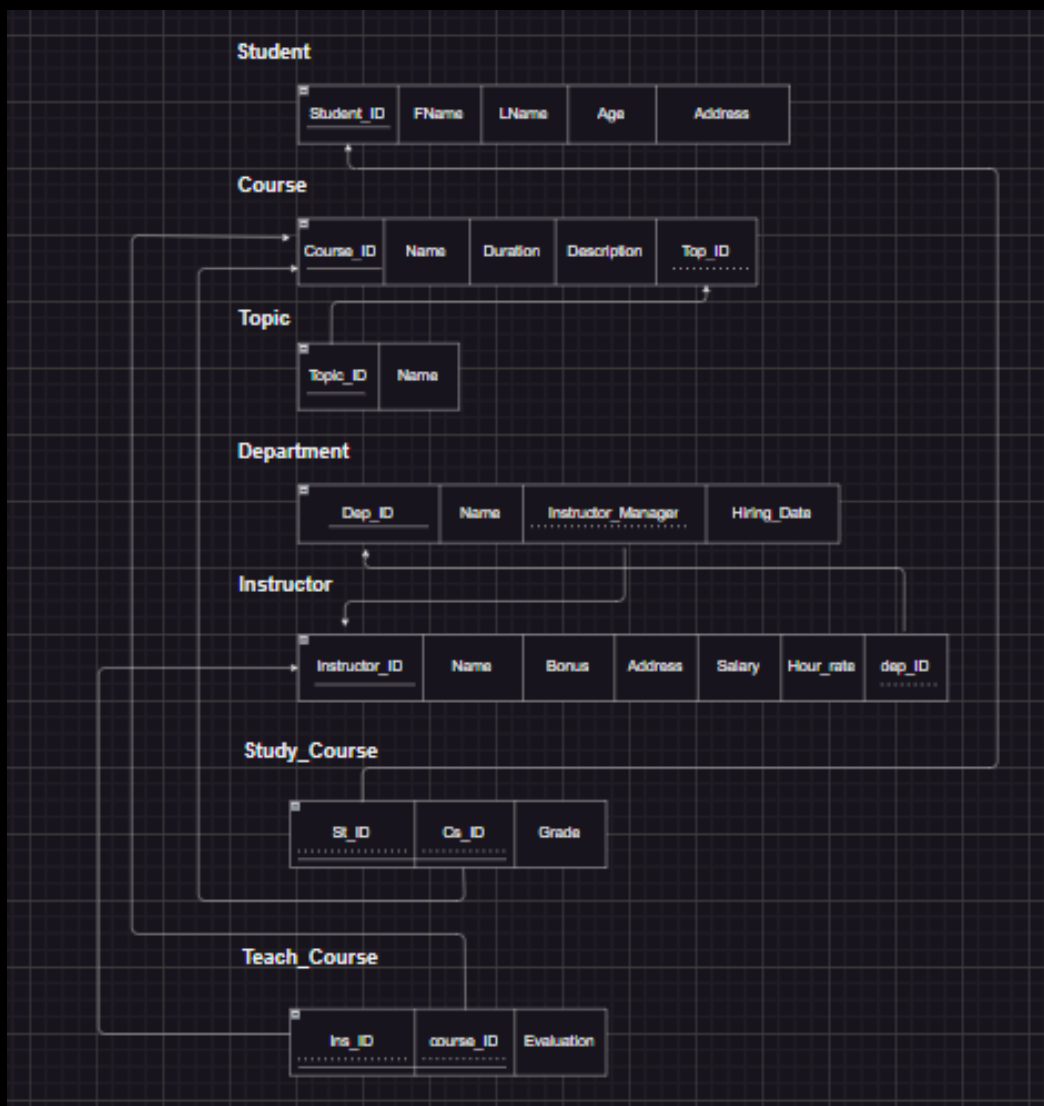 Student
Student_ID FName LName Age Address
Course
Course_ID Name Duration Description Top_ID
Topic
Topic_ID Name
Department
Dep_ID Name Instructor_Manager Hiring_Date
Instructor
Instructor_ID Name Bonus Address Salary Hour_rate dep_ID
Study_Course
St_ID Cs_ID Grade
Teach_Course
Ins_ID course_ID Evaluation